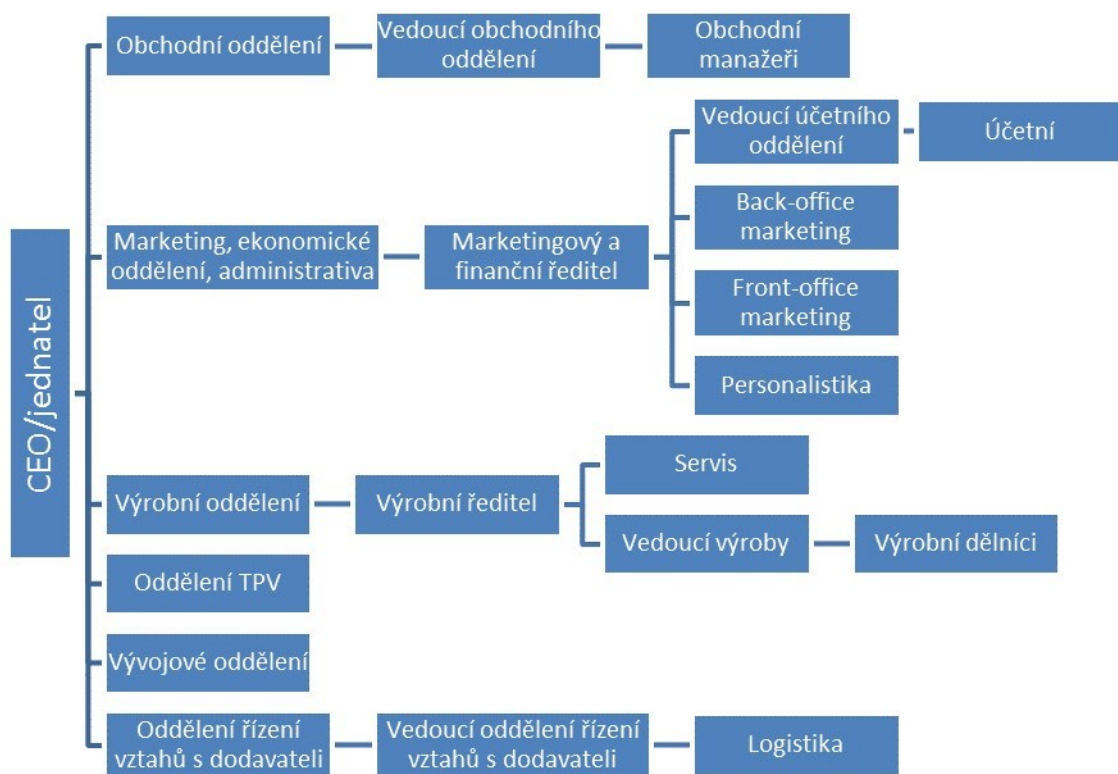 CEO/jednatel
Obchodní oddělení
Vedoucí obchodního
oddělení
Obchodní
manažeři
Marketing, ekonomické
oddělení, administrativa
Marketingový a
finanční ředitel
Vedoucí účetního
oddělení
Účetní
Back-office
marketing
Front-office
marketing
Personalistika
Výrobní oddělení
Výrobní ředitel
Servis
Vedoucí výroby
Výrobní dělníci
Oddělení TPV
Vývojové oddělení
Oddělení řízení
vztahů s dodavateli
Vedoucí oddělení řízení
vztahů s dodavateli
Logistika